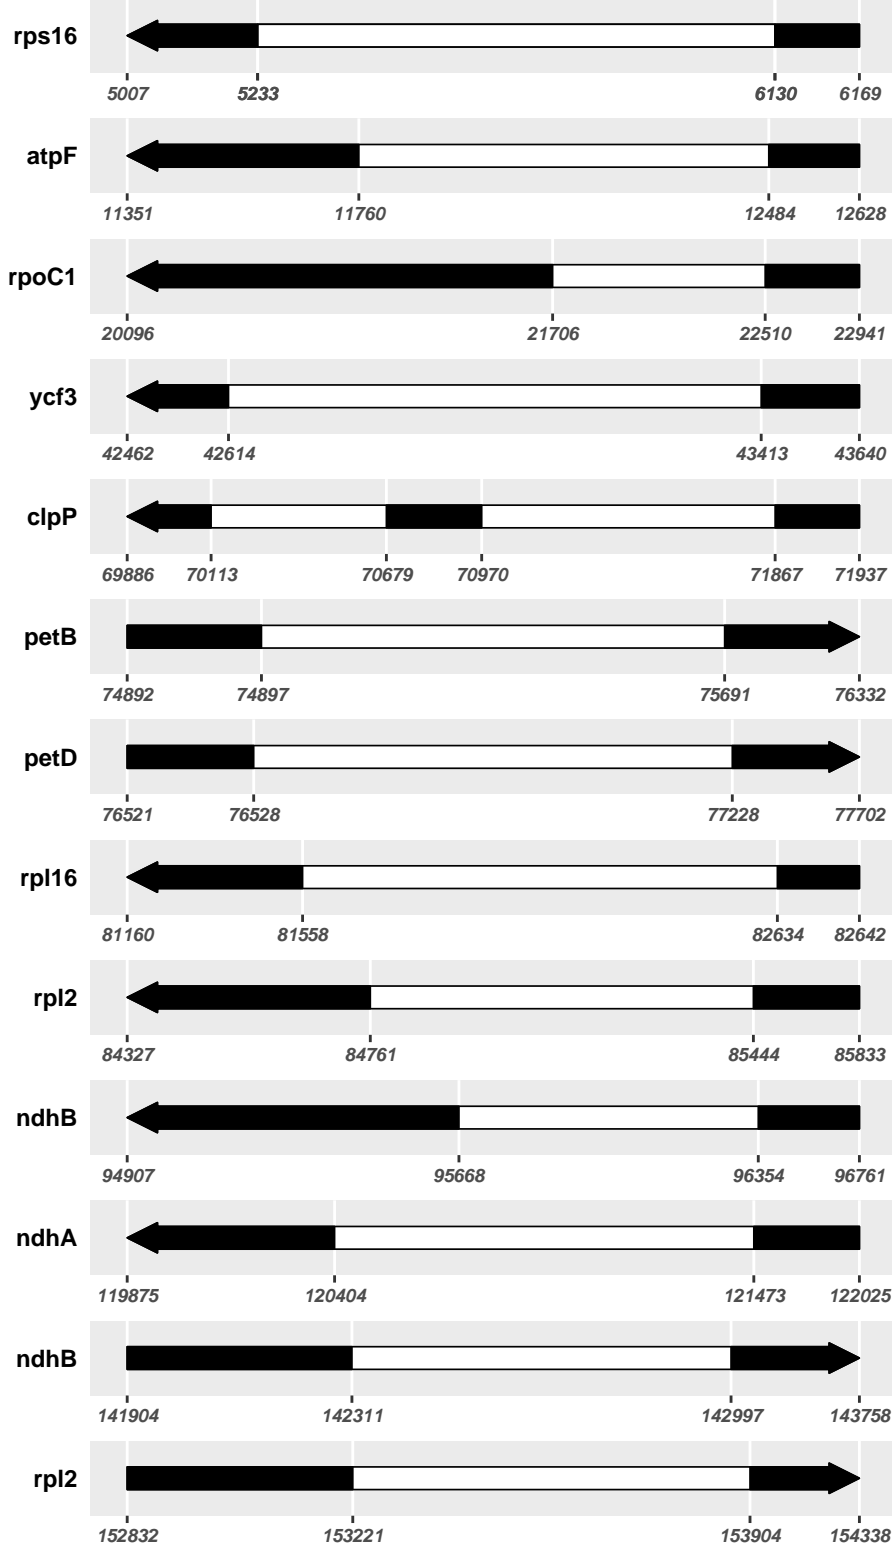 rps16
5007 5233 6130 6169
atpF
11351 11760 12484 12628
rpoC1
20096 21706 22510 22941
ycf3
42462 42614 43413 43640
clpP
69886 70113 70679 70970 71867 71937
petB
74892 74897 75691 76332
petD
76521 76528 77228 77702
rpl16
81160 81558 82634 82642
rpl2
84327 84761 85444 85833
ndhB
94907 95668 96354 96761
ndhA
119875 120404 121473 122025
ndhB
141904 142311 142997 143758
rpl2
152832 153221 153904 154338